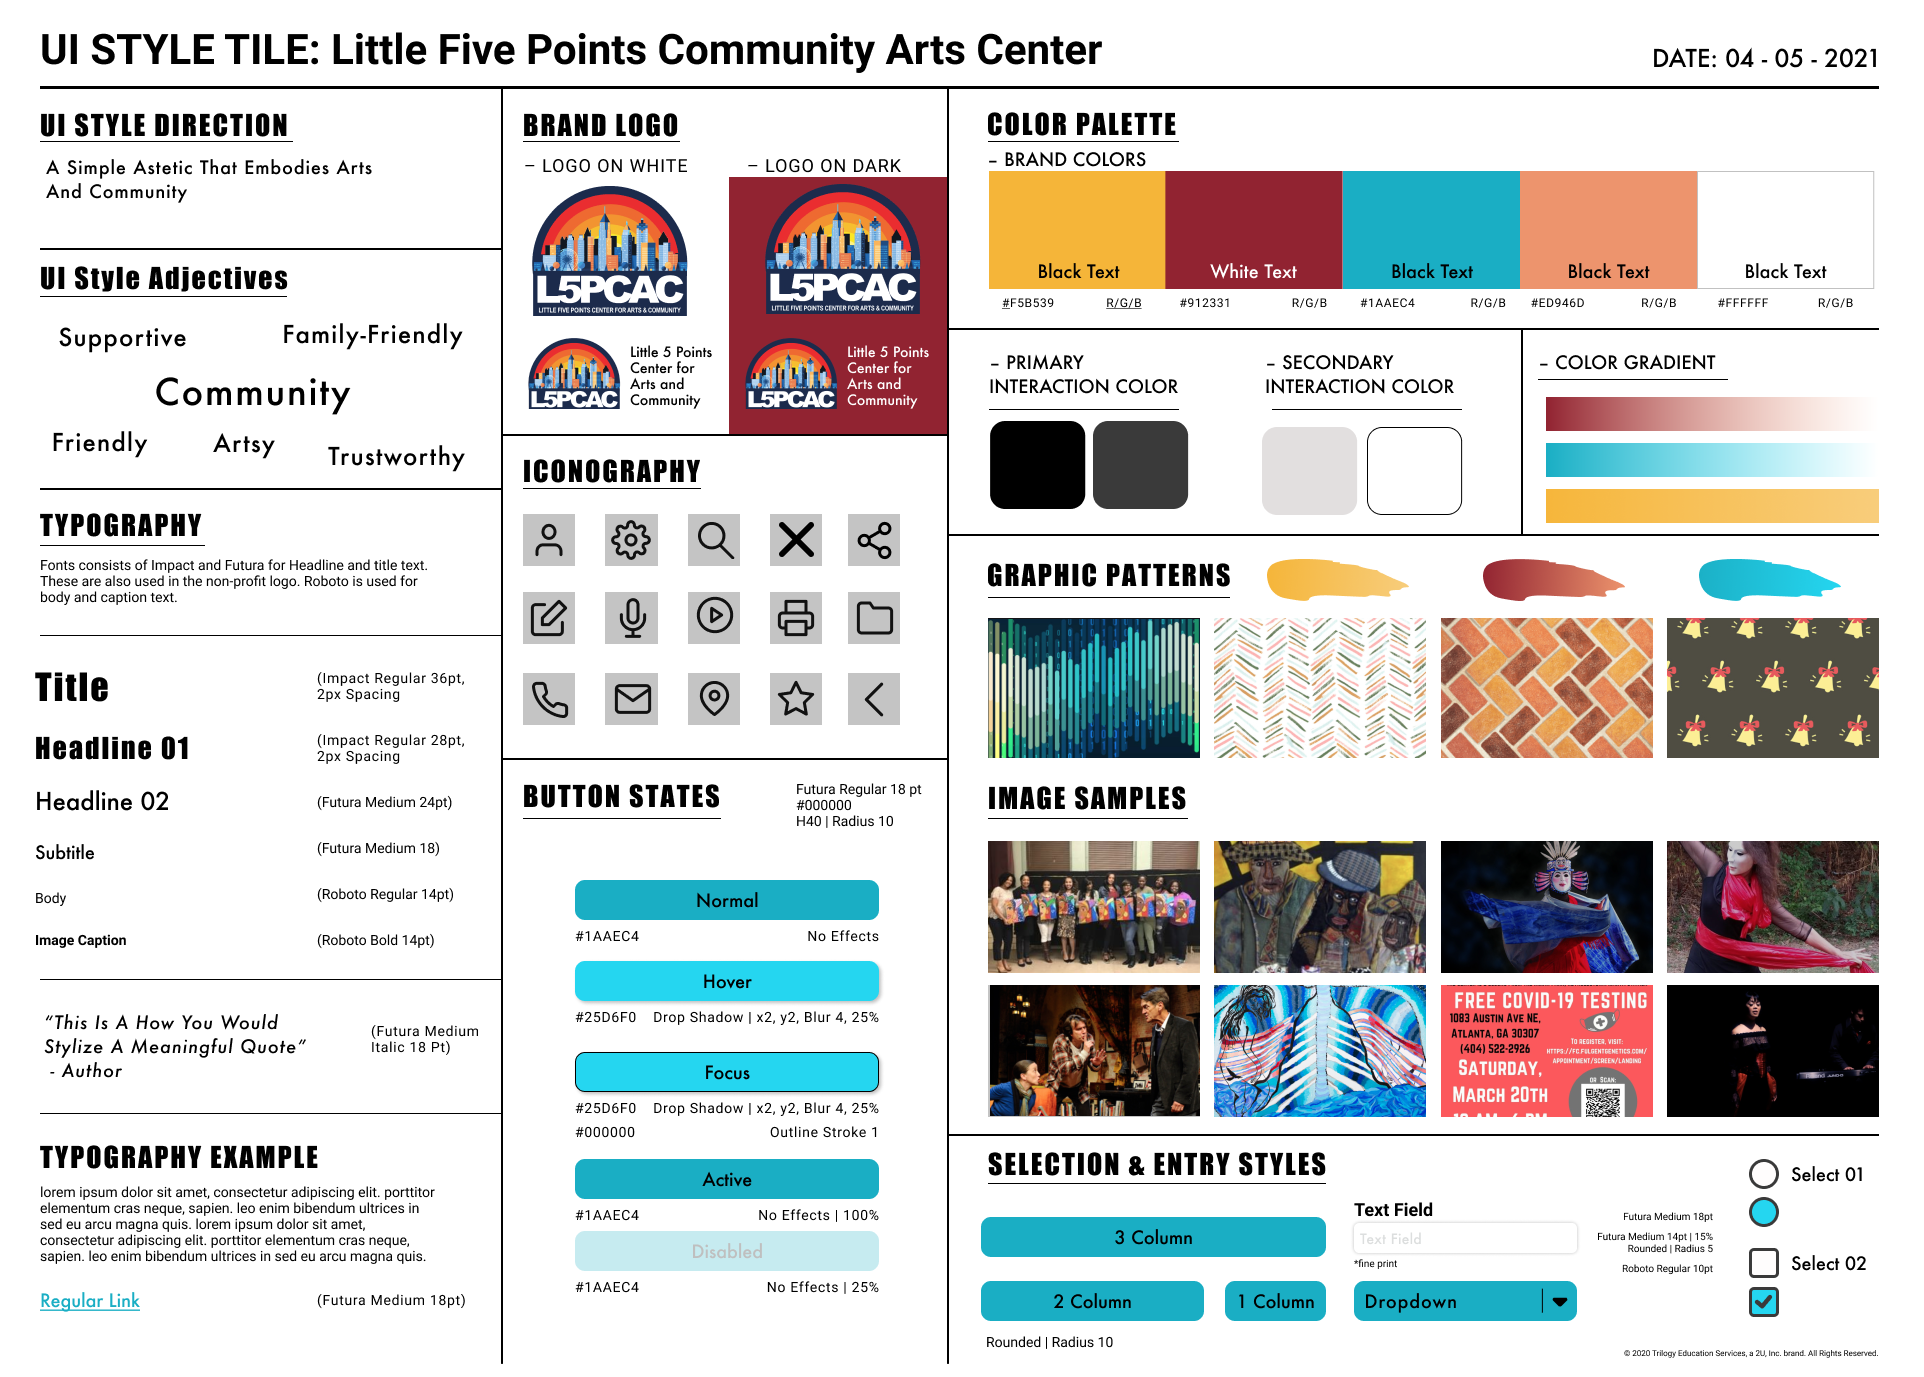 UI STYLE TILE: Little Five Points Community Arts Center
DATE: 04 - 05 - 2021
UI STYLE DIRECTION
A Simple Astetic That Embodies Arts
And Community
UI Style Adjectives
Supportive
Family-Friendly
Community
Friendly
Artsy
Trustworthy
TYPOGRAPHY
Fonts consists of Impact and Futura for Headline and title text.
These are also used in the non-profit logo. Roboto is used for
body and caption text.
Title
(Impact Regular 36pt,
2px Spacing
Headline 01
(Impact Regular 28pt,
2px Spacing
Headline 02
(Futura Medium 24pt)
Subtitle
(Futura Medium 18)
Body
(Roboto Regular 14pt)
Image Caption
(Roboto Bold 14pt)
“This Is A How You Would
Stylize A Meaningful Quote”
- Author
(Futura Medium
Italic 18 Pt)
TYPOGRAPHY EXAMPLE
lorem ipsum dolor sit amet, consectetur adipiscing elit. porttitor
elementum cras neque, sapien. leo enim bibendum ultrices in
sed eu arcu magna quis. lorem ipsum dolor sit amet,
consectetur adipiscing elit. porttitor elementum cras neque,
sapien. leo enim bibendum ultrices in sed eu arcu magna quis.
Regular Link
(Futura Medium 18pt)
BRAND LOGO
– LOGO ON WHITE
– LOGO ON DARK
L5PCAC
LITTLE FIVE POINTS CENTER FOR ARTS & COMMUNITY
L5PCAC
LITTLE FIVE POINTS CENTER FOR ARTS & COMMUNITY
L5PCAC
Little 5 Points
Center for
Arts and
Community
L5PCAC
Little 5 Points
Center for
Arts and
Community
ICONOGRAPHY
BUTTON STATES
Futura Regular 18 pt
#000000
H40 | Radius 10
Normal
#1AAEC4
No Effects
Hover
#25D6F0
Drop Shadow | x2, y2, Blur 4, 25%
Focus
#25D6F0
Drop Shadow | x2, y2, Blur 4, 25%
#000000
Outline Stroke 1
Active
#1AAEC4
No Effects | 100%
Disabled
#1AAEC4
No Effects | 25%
COLOR PALETTE
– BRAND COLORS
Black Text
White Text
Black Text
Black Text
Black Text
#F5B539
R/G/B
#912331
R/G/B
#1AAEC4
R/G/B
#ED946D
R/G/B
#FFFFFF
R/G/B
– PRIMARY
INTERACTION COLOR
– SECONDARY
INTERACTION COLOR
– COLOR GRADIENT
GRAPHIC PATTERNS
IMAGE SAMPLES
FREE COVID-19 TESTING
1083 AUSTIN AVE NE,
ATLANTA, GA 30307
(404) 522-2926
TO REGISTER, VISIT:
HTTPS://FC.FULGENTGENETICS.COM/
APPOINTMENT/SCREEN/LANDING
SATURDAY,
MARCH 20TH
OR SCAN:
SELECTION & ENTRY STYLES
3 Column
2 Column
1 Column
Rounded | Radius 10
Text Field
Text Field
*fine print
Dropdown
Futura Medium 18pt
Futura Medium 14pt | 15%
Rounded | Radius 5
Roboto Regular 10pt
Select 01
Select 02
© 2020 Trilogy Education Services, a 2U, Inc. brand. All Rights Reserved.